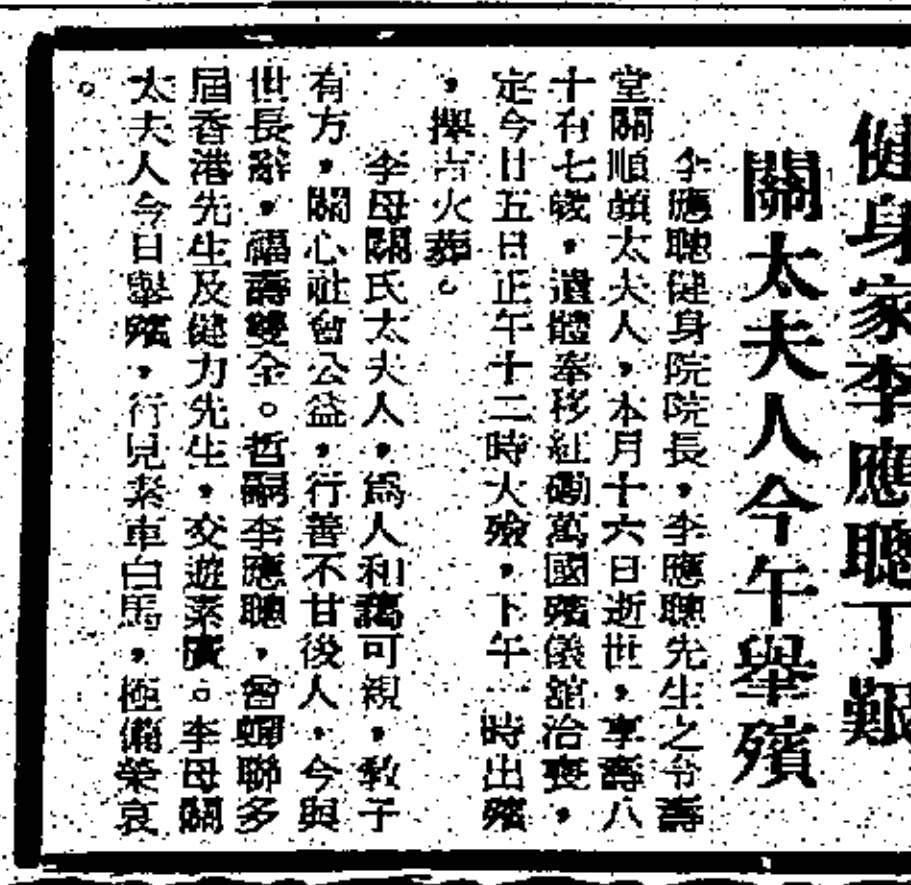 健身家李應聰丁艱
關太夫人今午舉殯
李應聰健身院院長，李應聰先生之令壽
堂關順顏太夫人，本月十六日逝世，享壽八
十有七歲，遺體奉移紅磡萬國殯儀館治喪，
定今廿五日正午十二時大殮，下午一時出殯
，擧吉火葬。
李母關氏太夫人，爲人和藹可親，敎子
有方，關心社會公益，行善不甘後人，今與
世長辭，福壽雙全。哲嗣李應聰，曾蟬聯多
屆香港先生及健力先生，交遊素廣。李母關
太夫人今日舉殯，行見素車白馬，極備榮哀
。